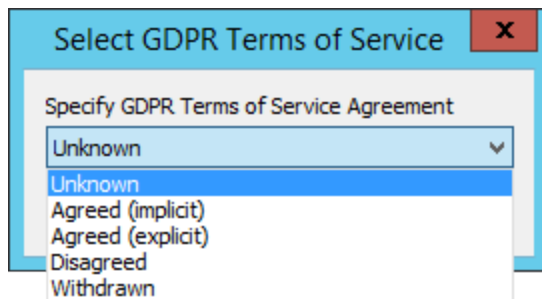 Select GDPR Terms of Service
x
Specify GDPR Terms of Service Agreement
Unknown
Unknown
Agreed (implicit)
Agreed (explicit)
Disagreed
Withdrawn